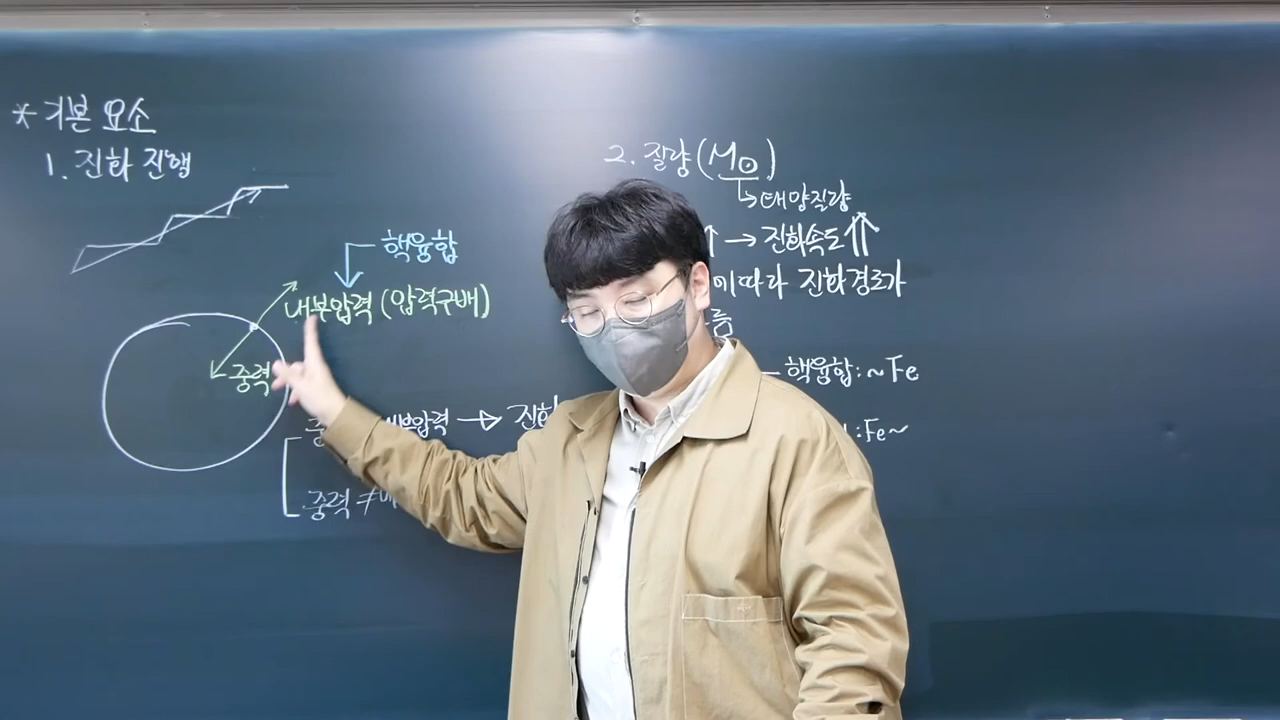 * 기본 요소
1. 진화 진행
핵융합
내부압력 (압력구배)
중력
내부압력 → 진화
중력 ≠ 내
2. 질량 (M⊙)
↳ 태양질량
↑ → 진화속도 ⇑
따라 진화경로가
핵융합 : ~Fe
: Fe~